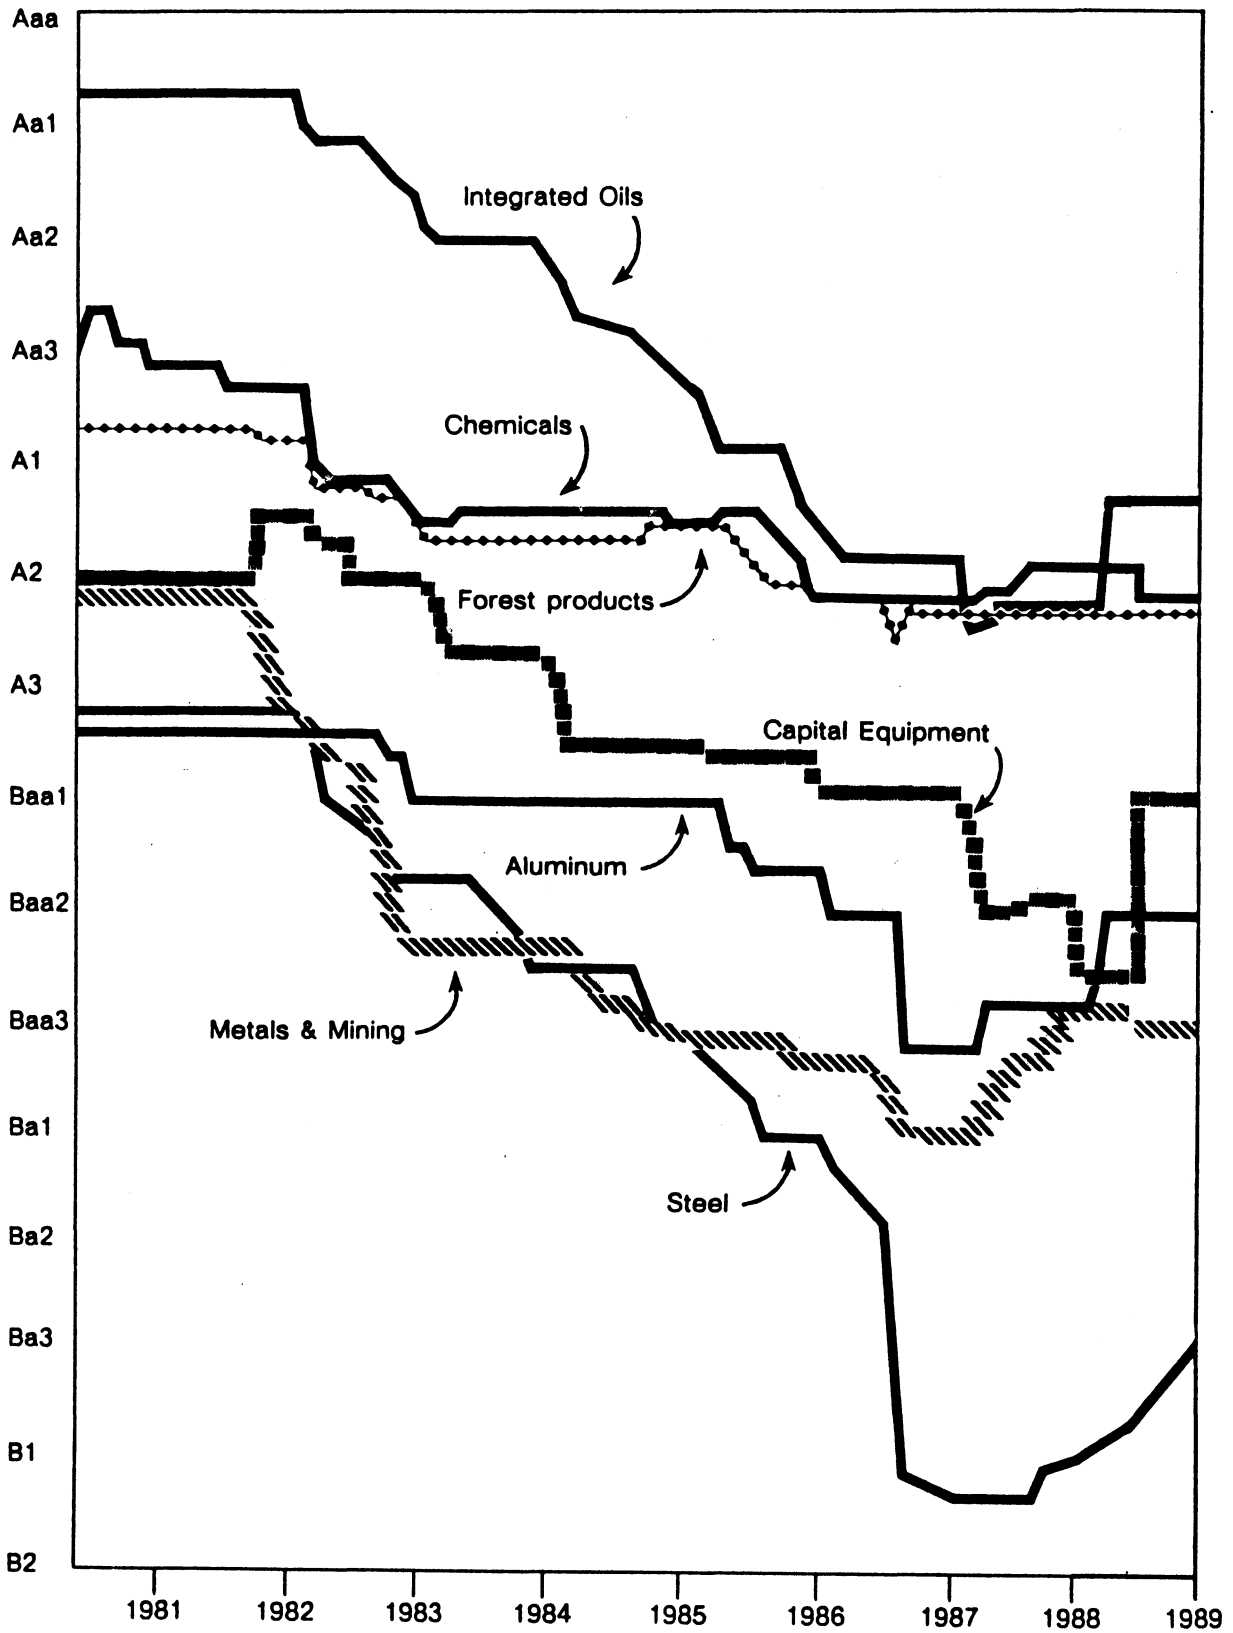 Aaa
Aa1
Integrated Oils
Aa2
Aa3
Chemicals
A1
A2
Forest products
A3
Capital Equipment
Baa1
Aluminum
Baa2
Metals & Mining
Baa3
Ba1
Steel
Ba2
Ba3
B1
B2
1981 1982 1983 1984 1985 1986 1987 1988 1989